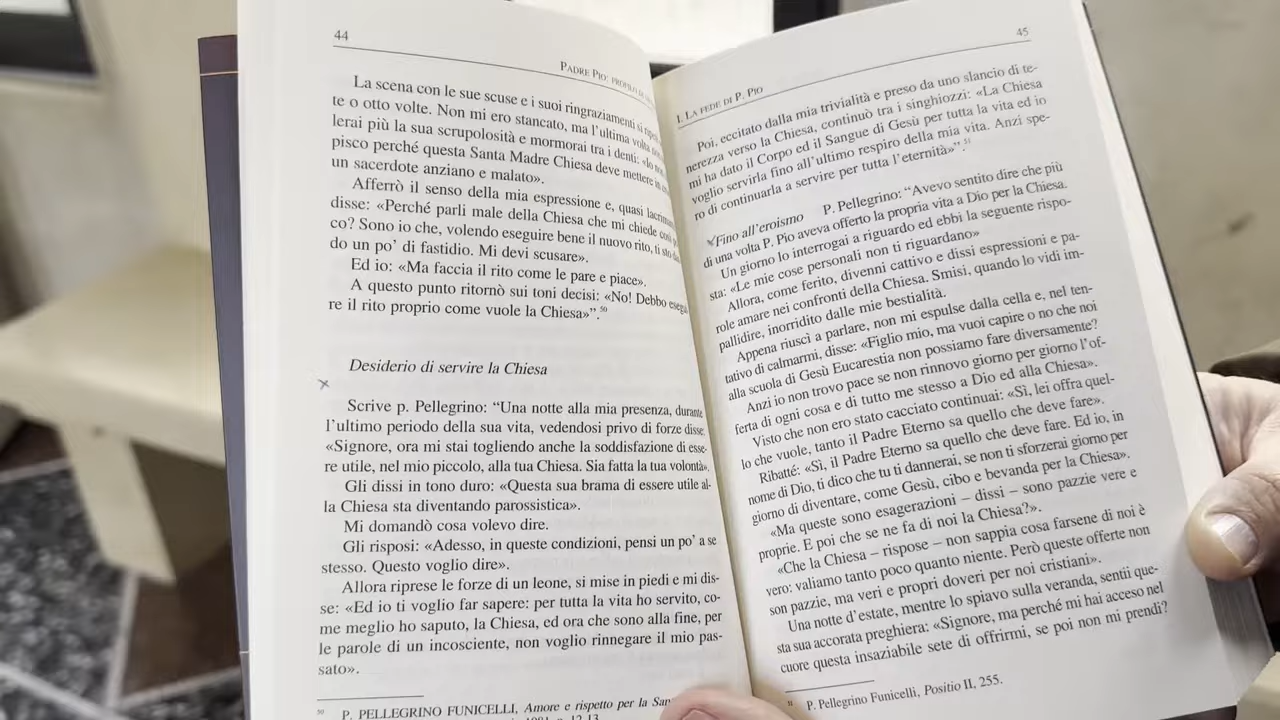 44
PADRE PIO: PROFILO DI
La scena con le sue scuse e i suoi ringraziamenti si
te o otto volte. Non mi ero stancato, ma l'ultima volta
lerai più la sua scrupolosità e mormorai tra i denti: «Io
pisco perché questa Santa Madre Chiesa deve mettere in
un sacerdote anziano e malato».
Afferrò il senso della mia espressione e, quasi
disse: «Perché parli male della Chiesa che mi chiede così
co? Sono io che, volendo eseguire bene il nuovo rito, ti sto
do un po' di fastidio. Mi devi scusare».
Ed io: «Ma faccia il rito come le pare e piace».
A questo punto ritornò sui toni decisi: «No! Debbo
re il rito proprio come vuole la Chiesa»”.50
Desiderio di servire la Chiesa
Scrive p. Pellegrino: “Una notte alla mia presenza, durante
l'ultimo periodo della sua vita, vedendosi privo di forze disse:
«Signore, ora mi stai togliendo anche la soddisfazione di esse-
re utile, nel mio piccolo, alla tua Chiesa. Sia fatta la tua volontà».
Gli dissi in tono duro: «Questa sua brama di essere utile al-
la Chiesa sta diventando parossistica».
Mi domandò cosa volevo dire.
Gli risposi: «Adesso, in queste condizioni, pensi un po' a se
stesso. Questo voglio dire».
Allora riprese le forze di un leone, si mise in piedi e mi dis-
se: «Ed io ti voglio far sapere: per tutta la vita ho servito, co-
me meglio ho saputo, la Chiesa, ed ora che sono alla fine, per
le parole di un incosciente, non voglio rinnegare il mio pas-
sato».
50 P. PELLEGRINO FUNICELLI, Amore e rispetto per la
45
I. LA FEDE DI P. PIO
Poi, eccitato dalla mia trivialità e preso da uno slancio di te-
nerezza verso la Chiesa, continuò tra i singhiozzi: «La Chiesa
mi ha dato il Corpo ed il Sangue di Gesù per tutta la vita ed io
voglio servirla fino all'ultimo respiro della mia vita. Anzi spe-
ro di continuarla a servire per tutta l'eternità»”.51
Fino all'eroismo P. Pellegrino: “Avevo sentito dire che più
di una volta P. Pio aveva offerto la propria vita a Dio per la Chiesa.
Un giorno lo interrogai a riguardo ed ebbi la seguente rispo-
sta: «Le mie cose personali non ti riguardano»
Allora, come ferito, divenni cattivo e dissi espressioni e pa-
role amare nei confronti della Chiesa. Smisi, quando lo vidi im-
pallidire, inorridito dalle mie bestialità.
Appena riuscì a parlare, non mi espulse dalla cella e, nel ten-
tativo di calmarmi, disse: «Figlio mio, ma vuoi capire o no che noi
alla scuola di Gesù Eucarestia non possiamo fare diversamente?
Anzi io non trovo pace se non rinnovo giorno per giorno l'of-
ferta di ogni cosa e di tutto me stesso a Dio ed alla Chiesa».
Visto che non ero stato cacciato continuai: «Sì, lei offra quel-
lo che vuole, tanto il Padre Eterno sa quello che deve fare».
Ribatté: «Sì, il Padre Eterno sa quello che deve fare. Ed io, in
nome di Dio, ti dico che tu ti dannerai, se non ti sforzerai giorno per
giorno di diventare, come Gesù, cibo e bevanda per la Chiesa».
«Ma queste sono esagerazioni – dissi – sono pazzie vere e
proprie. E poi che se ne fa di noi la Chiesa?».
«Che la Chiesa – rispose – non sappia cosa farsene di noi è
vero: valiamo tanto poco quanto niente. Però queste offerte non
son pazzie, ma veri e propri doveri per noi cristiani».
Una notte d'estate, mentre lo spiavo sulla veranda, sentii que-
sta sua accorata preghiera: «Signore, ma perché mi hai acceso nel
cuore questa insaziabile sete di offrirmi, se poi non mi prendi?
51 P. Pellegrino Funicelli, Positio II, 255.